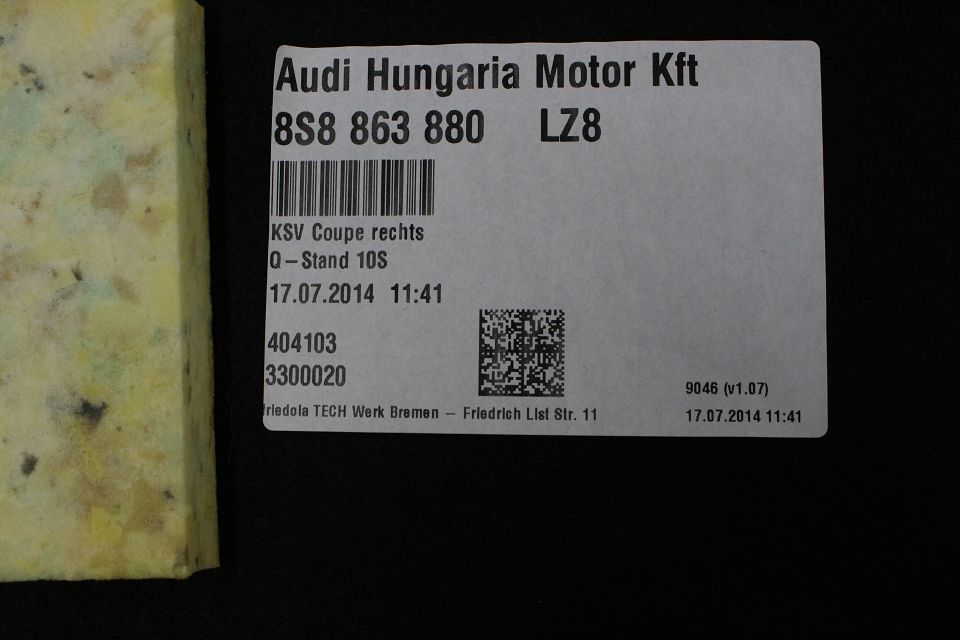 Audi Hungaria Motor Kft
8S8 863 880 LZ8
KSV Coupe rechts
Q-Stand 10S
17.07.2014 11:41
404103
3300020
9046 (v1.07)
friedola TECH Werk Bremen - Friedrich List Str. 11
17.07.2014 11:41